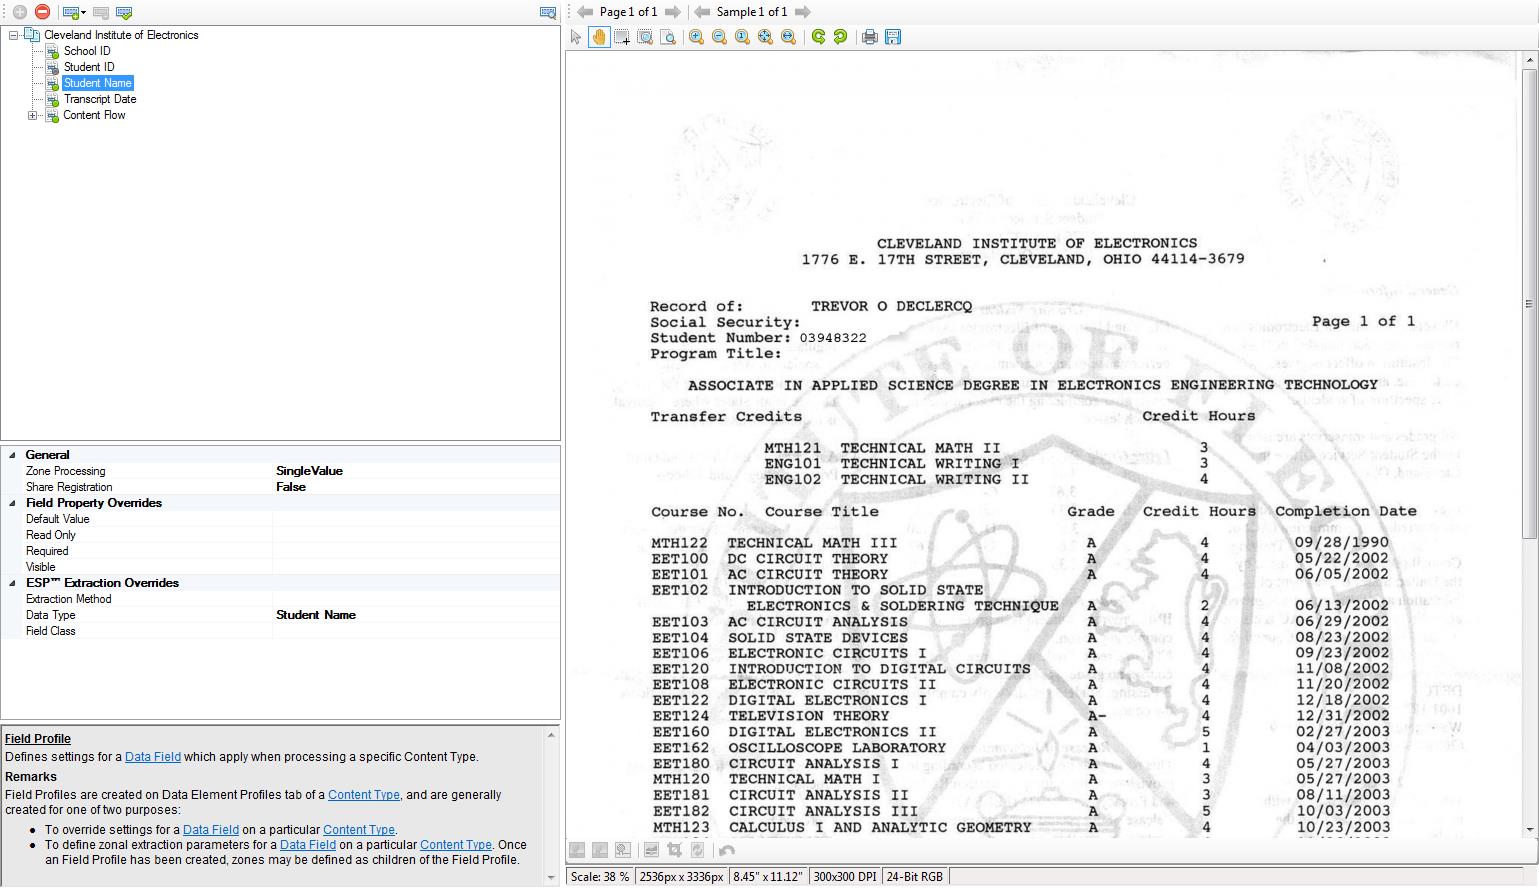 Page 1 of 1
Sample 1 of 1
Cleveland Institute of Electronics
School ID
Student ID
Student Name
Transcript Date
Content Flow
General
Zone Processing SingleValue
Share Registration False
Field Property Overrides
Default Value
Read Only
Required
Visible
ESP™ Extraction Overrides
Extraction Method
Data Type Student Name
Field Class
Field Profile
Defines settings for a Data Field which apply when processing a specific Content Type.
Remarks
Field Profiles are created on Data Element Profiles tab of a Content Type, and are generally
created for one of two purposes:
To override settings for a Data Field on a particular Content Type.
To define zonal extraction parameters for a Data Field on a particular Content Type. Once
an Field Profile has been created, zones may be defined as children of the Field Profile.
CLEVELAND INSTITUTE OF ELECTRONICS
1776 E. 17TH STREET, CLEVELAND, OHIO 44114-3679
Record of: TREVOR O DECLERCQ
Social Security:
Page 1 of 1
Student Number: 03948322
Program Title:
ASSOCIATE IN APPLIED SCIENCE DEGREE IN ELECTRONICS ENGINEERING TECHNOLOGY
Transfer Credits Credit Hours
MTH121 TECHNICAL MATH II 3
ENG101 TECHNICAL WRITING I 3
ENG102 TECHNICAL WRITING II 4
Course No. Course Title Grade Credit Hours Completion Date
MTH122 TECHNICAL MATH III A 4 09/28/1990
EET100 DC CIRCUIT THEORY A 4 05/22/2002
EET101 AC CIRCUIT THEORY A 4 06/05/2002
EET102 INTRODUCTION TO SOLID STATE
ELECTRONICS & SOLDERING TECHNIQUE A 2 06/13/2002
EET103 AC CIRCUIT ANALYSIS A 4 06/29/2002
EET104 SOLID STATE DEVICES A 4 08/23/2002
EET106 ELECTRONIC CIRCUITS I A 4 09/23/2002
EET120 INTRODUCTION TO DIGITAL CIRCUITS A 4 11/08/2002
EET108 ELECTRONIC CIRCUITS II A 4 11/20/2002
EET122 DIGITAL ELECTRONICS I A 4 12/18/2002
EET124 TELEVISION THEORY A- 4 12/31/2002
EET160 DIGITAL ELECTRONICS II A 5 02/27/2003
EET162 OSCILLOSCOPE LABORATORY A 1 04/03/2003
EET180 CIRCUIT ANALYSIS I A 4 05/27/2003
MTH120 TECHNICAL MATH I A 3 05/27/2003
EET181 CIRCUIT ANALYSIS II A 3 08/11/2003
EET182 CIRCUIT ANALYSIS III A 5 10/03/2003
MTH123 CALCULUS I AND ANALYTIC GEOMETRY A 4 10/23/2003
Scale: 38 % 2536px x 3336px 8.45" x 11.12" 300x300 DPI 24-Bit RGB